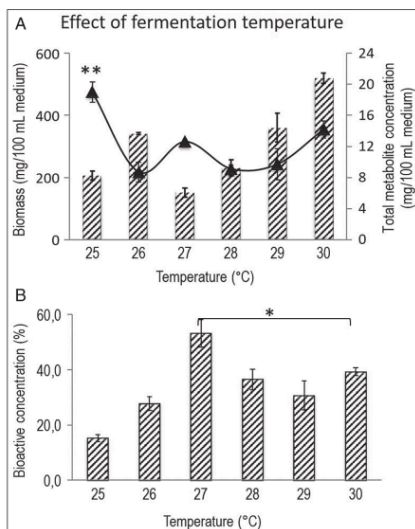 A Effect of fermentation temperature
600
400
200
0
Biomass (mg/100 mL medium)
24
20
16
12
8
4
0
Total metabolite concentration
(mg/100 mL medium)
**
25 26 27 28 29 30
Temperature (°C)
B
60,0
40,0
20,0
0,0
Bioactive concentration (%)
*
25 26 27 28 29 30
Temperature (°C)